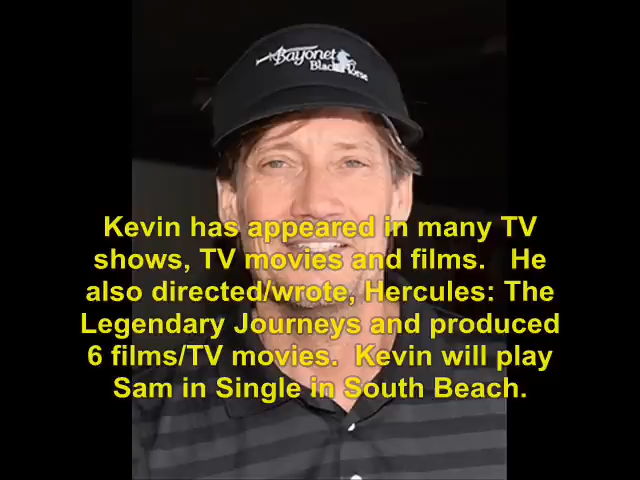 Bayonet
Black Horse
Kevin has appeared in many TV
shows, TV movies and films. He
also directed/wrote, Hercules: The
Legendary Journeys and produced
6 films/TV movies. Kevin will play
Sam in Single in South Beach.